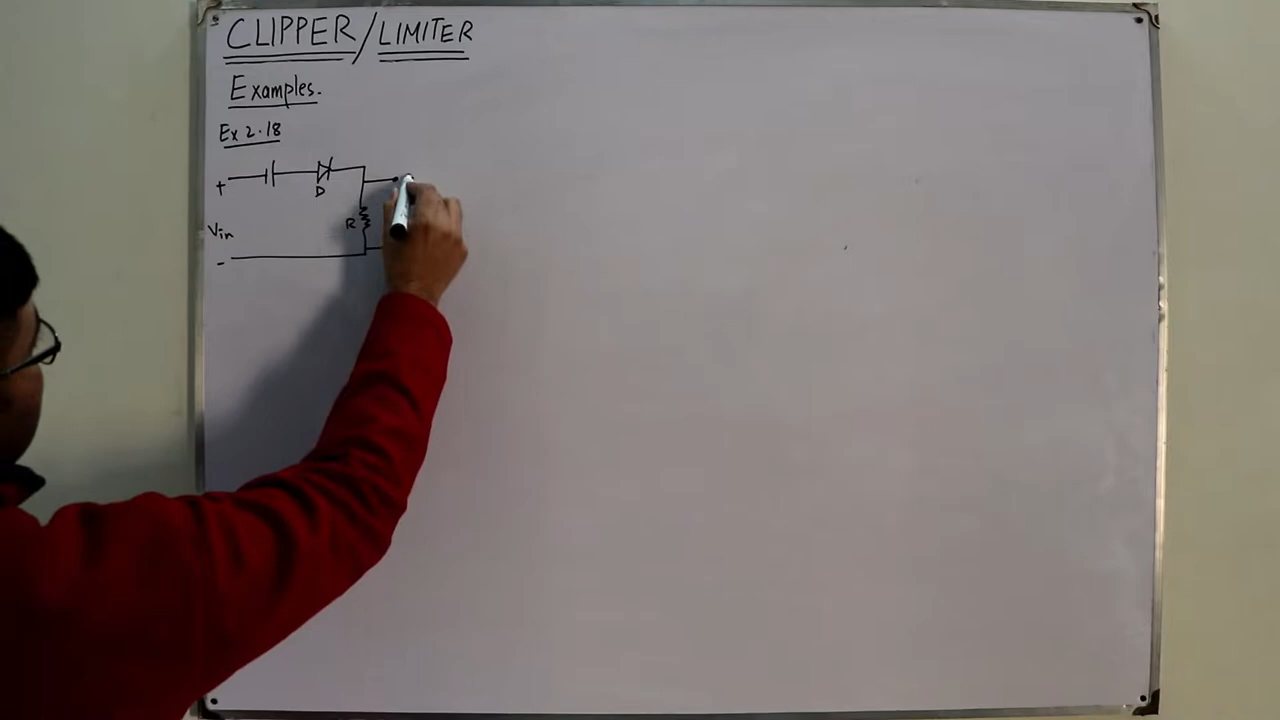 CLIPPER/LIMITER
Examples.
Ex 2.18
+
D
R
Vin
-